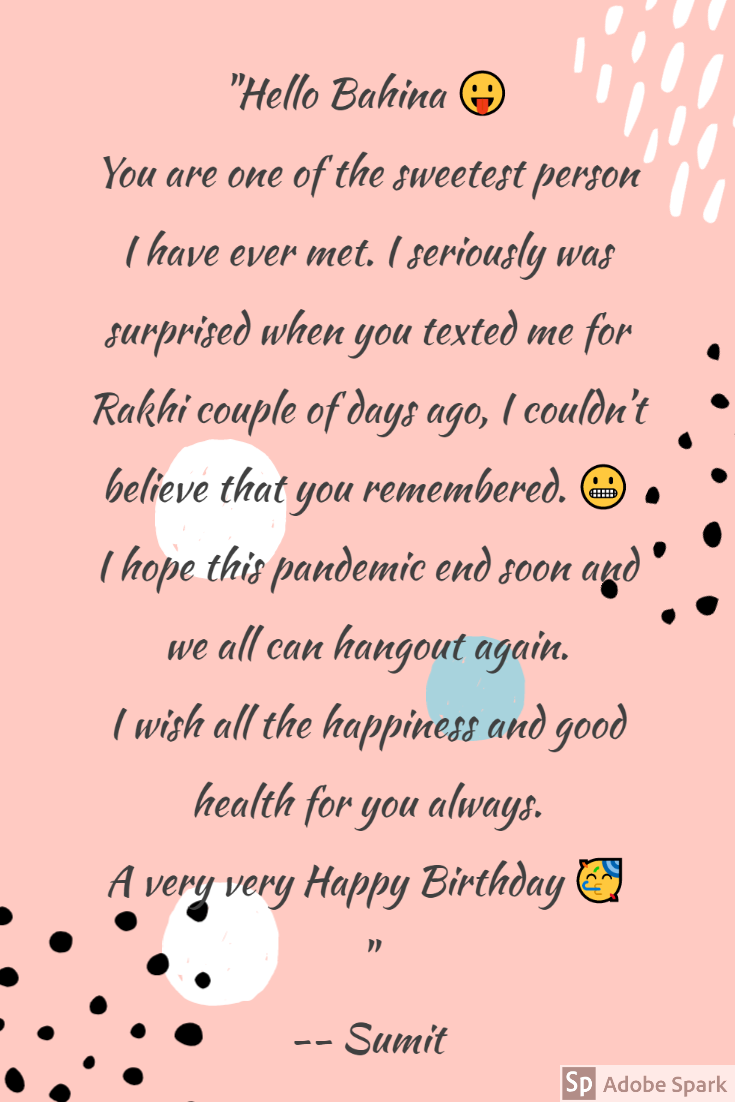 "Hello Bahina 😛
You are one of the sweetest person
I have ever met. I seriously was
surprised when you texted me for
Rakhi couple of days ago, I couldn't
believe that you remembered. 😬
I hope this pandemic end soon and
we all can hangout again.
I wish all the happiness and good
health for you always.
A very very Happy Birthday 🥳
"
-- Sumit
Sp Adobe Spark